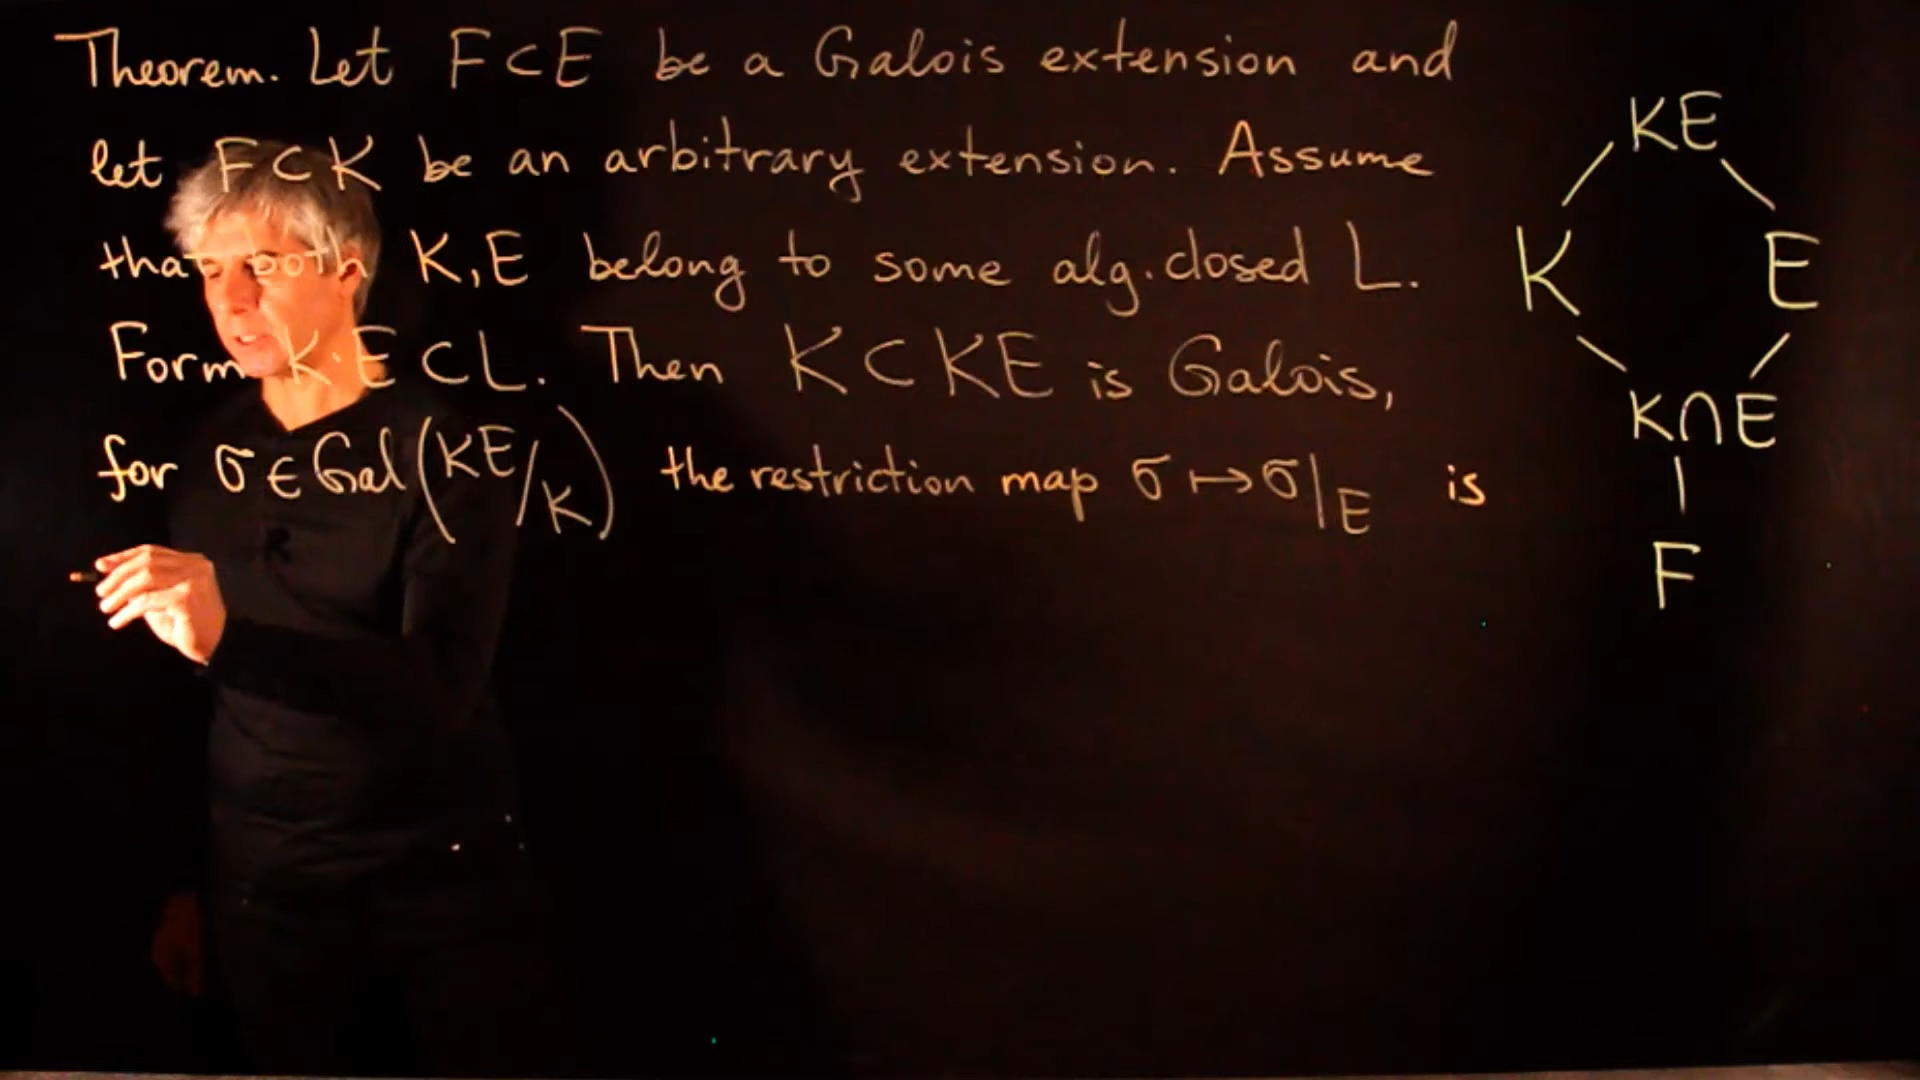 Theorem. Let F ⊂ E be a Galois extension and
let F ⊂ K be an arbitrary extension. Assume
that both K, E belong to some alg. closed L.
Form K·E ⊂ L. Then K ⊂ KE is Galois,
for σ ∈ Gal(KE/K) the restriction map σ ↦ σ|_E is
KE
K E
K∩E
F